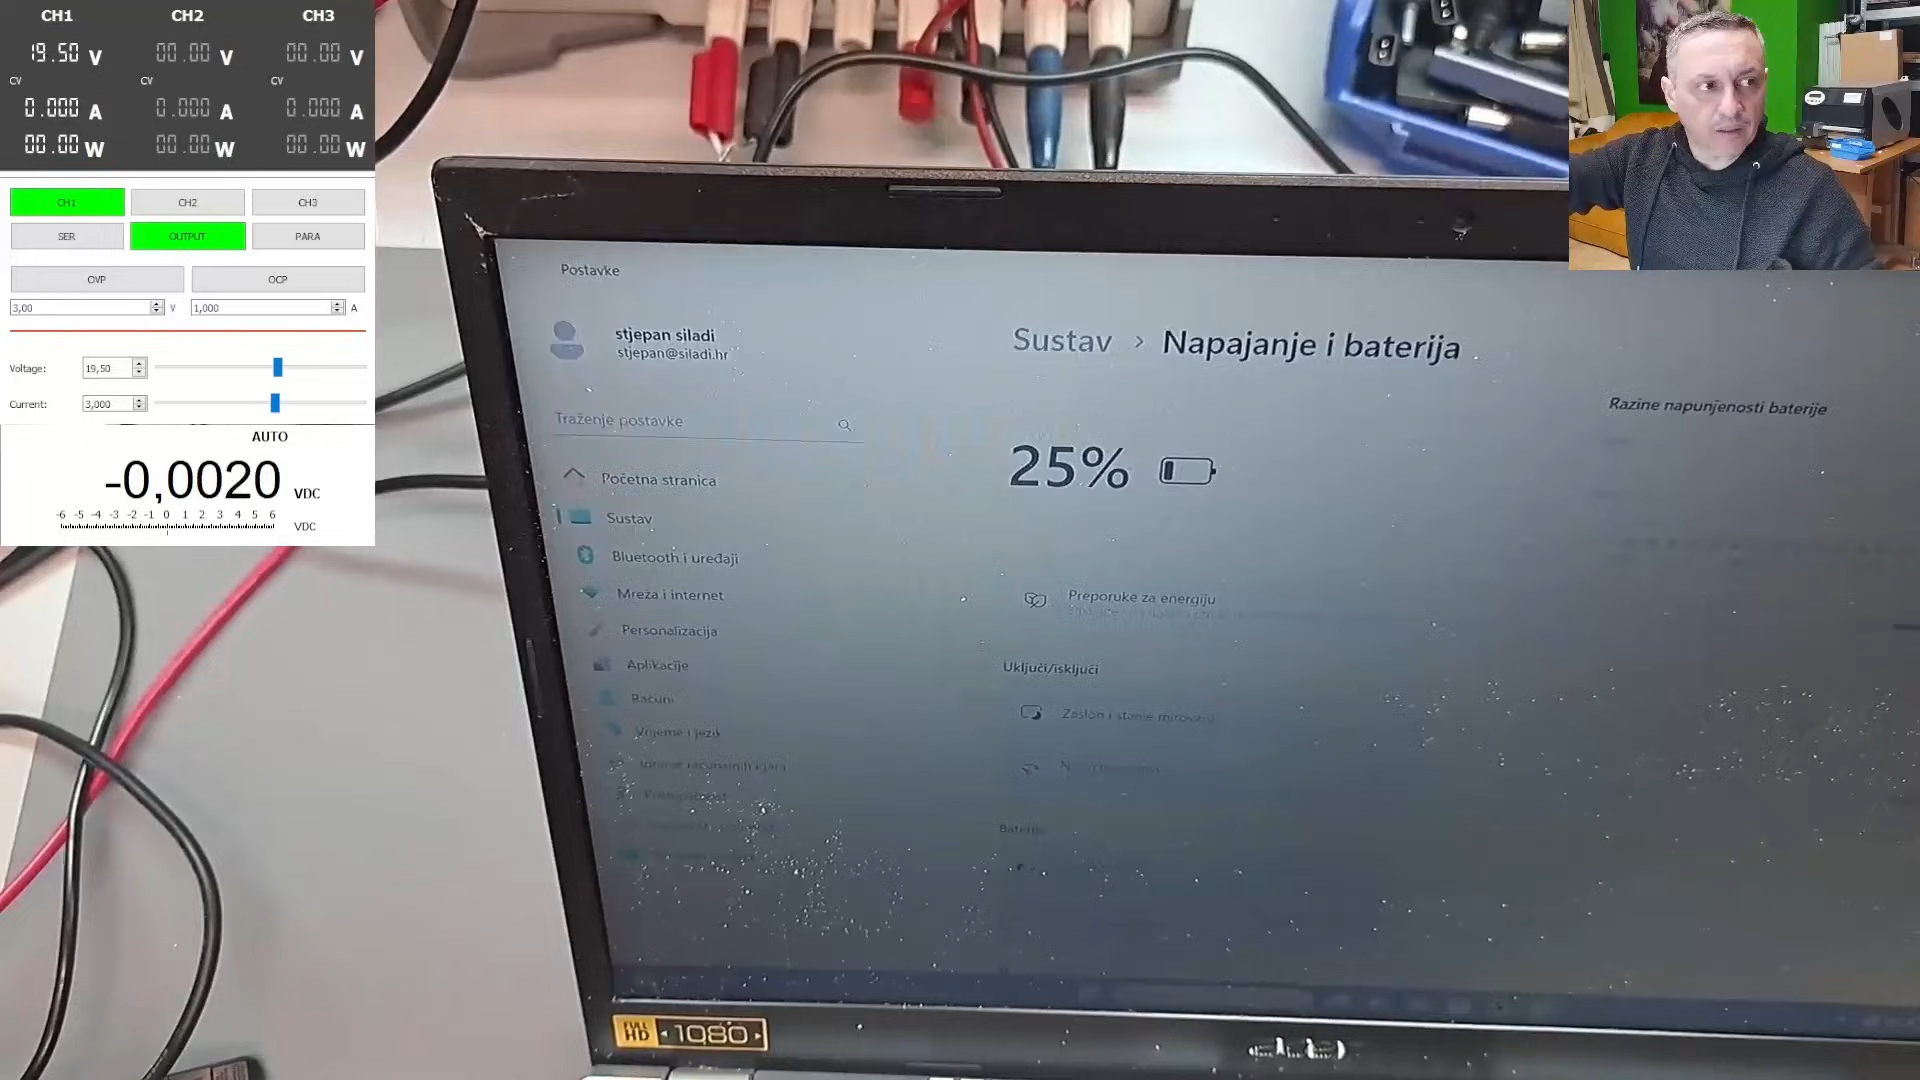 CH1 CH2 CH3
19.50 V 00.00 V 00.00 V
CV CV CV
0.000 A 0.000 A 0.000 A
00.00 W 00.00 W 00.00 W
CH1 CH2 CH3
SER OUTPUT PARA
OVP OCP
3,00 V 1,000 A
Voltage: 19,50
Current: 3,000
AUTO
-0,0020 VDC
-6 -5 -4 -3 -2 -1 0 1 2 3 4 5 6
VDC
Postavke
stjepan siladi
stjepan@siladi.hr
Traženje postavke
Početna stranica
Sustav
Bluetooth i uređaji
Mreža i internet
Personalizacija
Aplikacije
Računi
Vrijeme i jezik
Sustav › Napajanje i baterija
Razine napunjenosti baterije
25%
Preporuke za energiju
Uključi/isključi
Zaslon i stanje mirovanja
FULL HD 1080